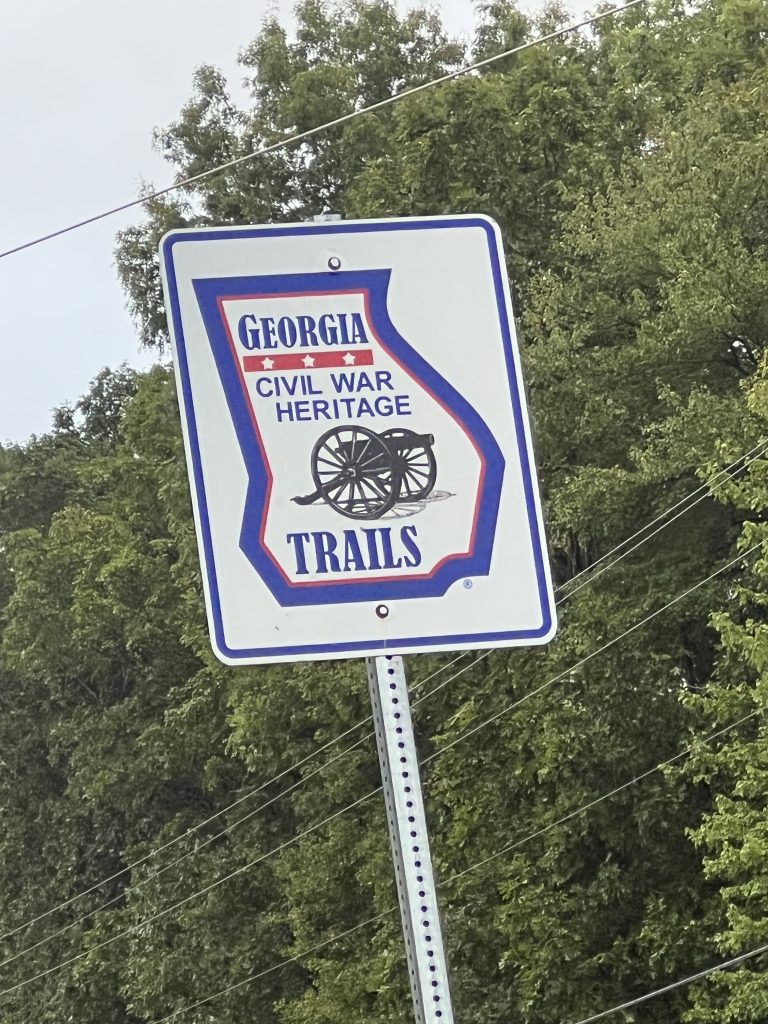 GEORGIA
CIVIL WAR
HERITAGE
TRAILS
®